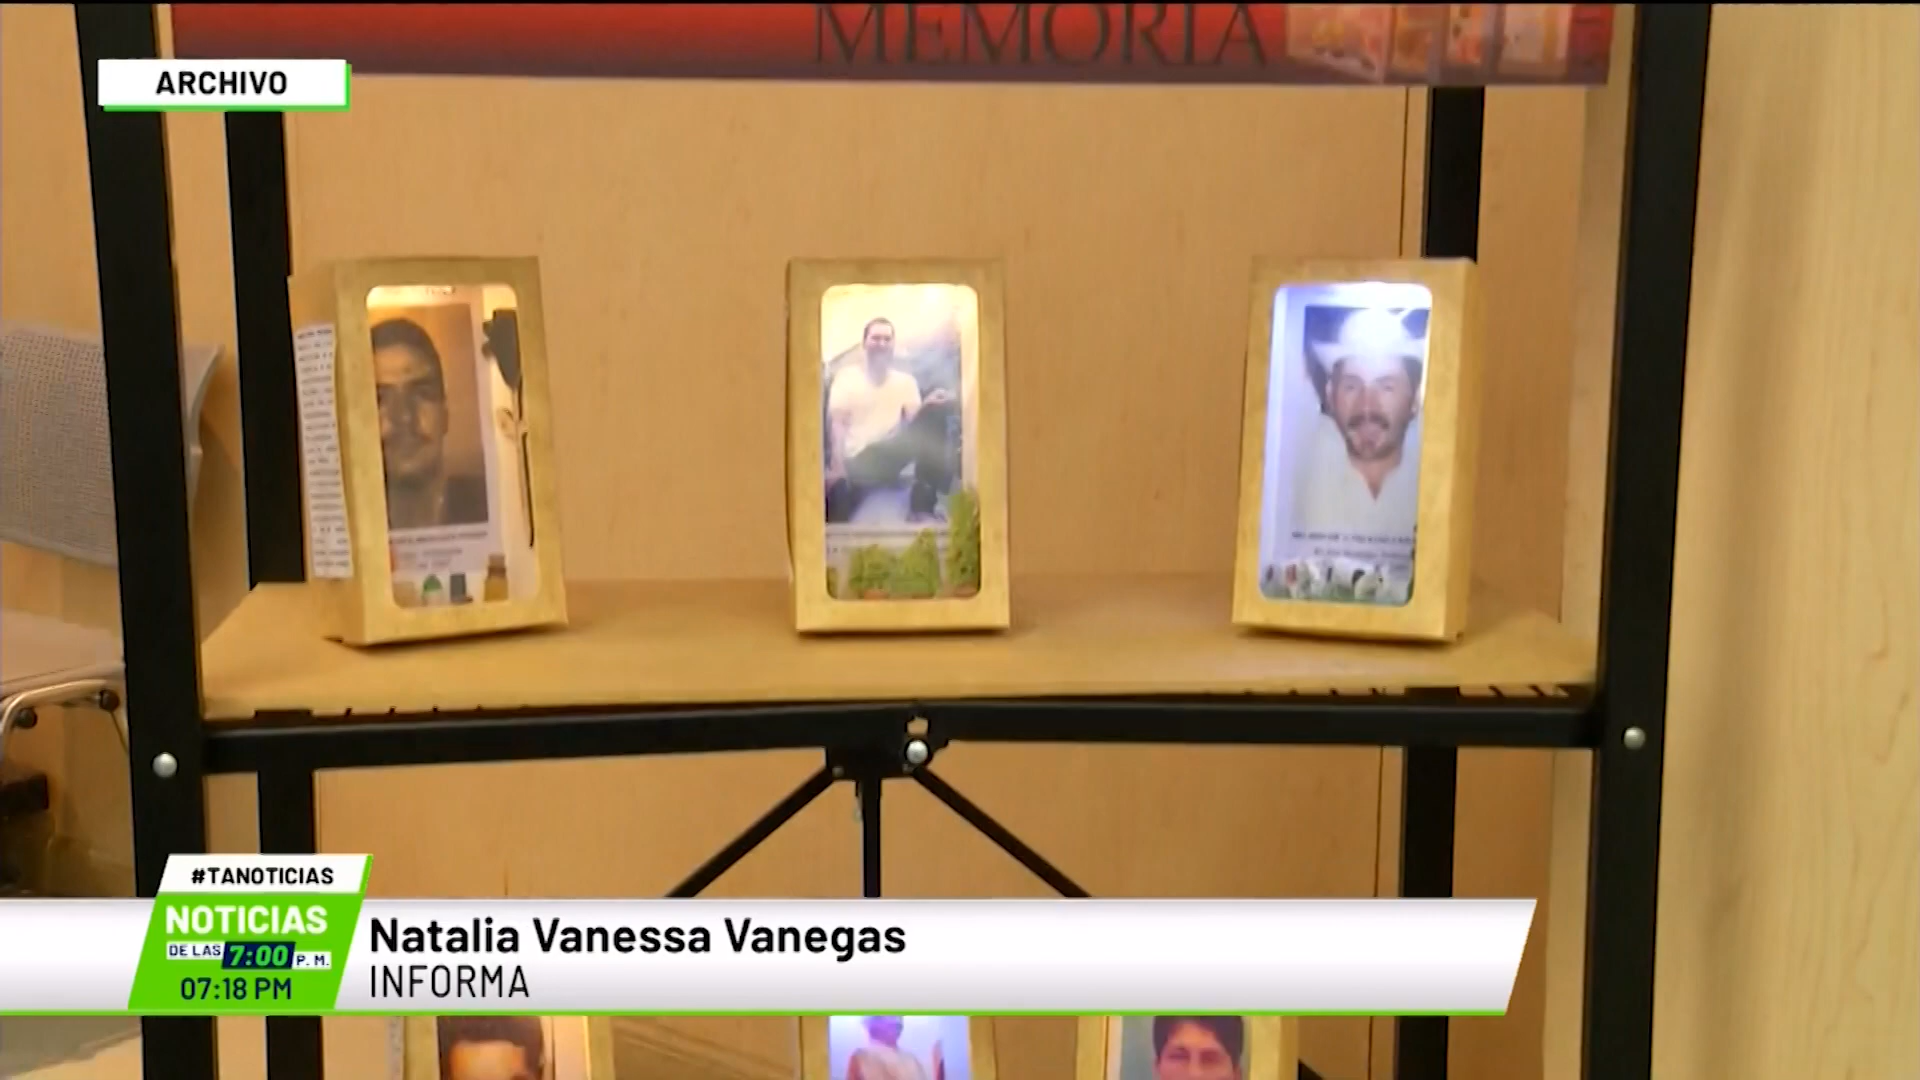 MEMORIA
ARCHIVO
#TANOTICIAS
NOTICIAS
DE LAS 7:00 P. M.
07:18 PM
Natalia Vanessa Vanegas
INFORMA